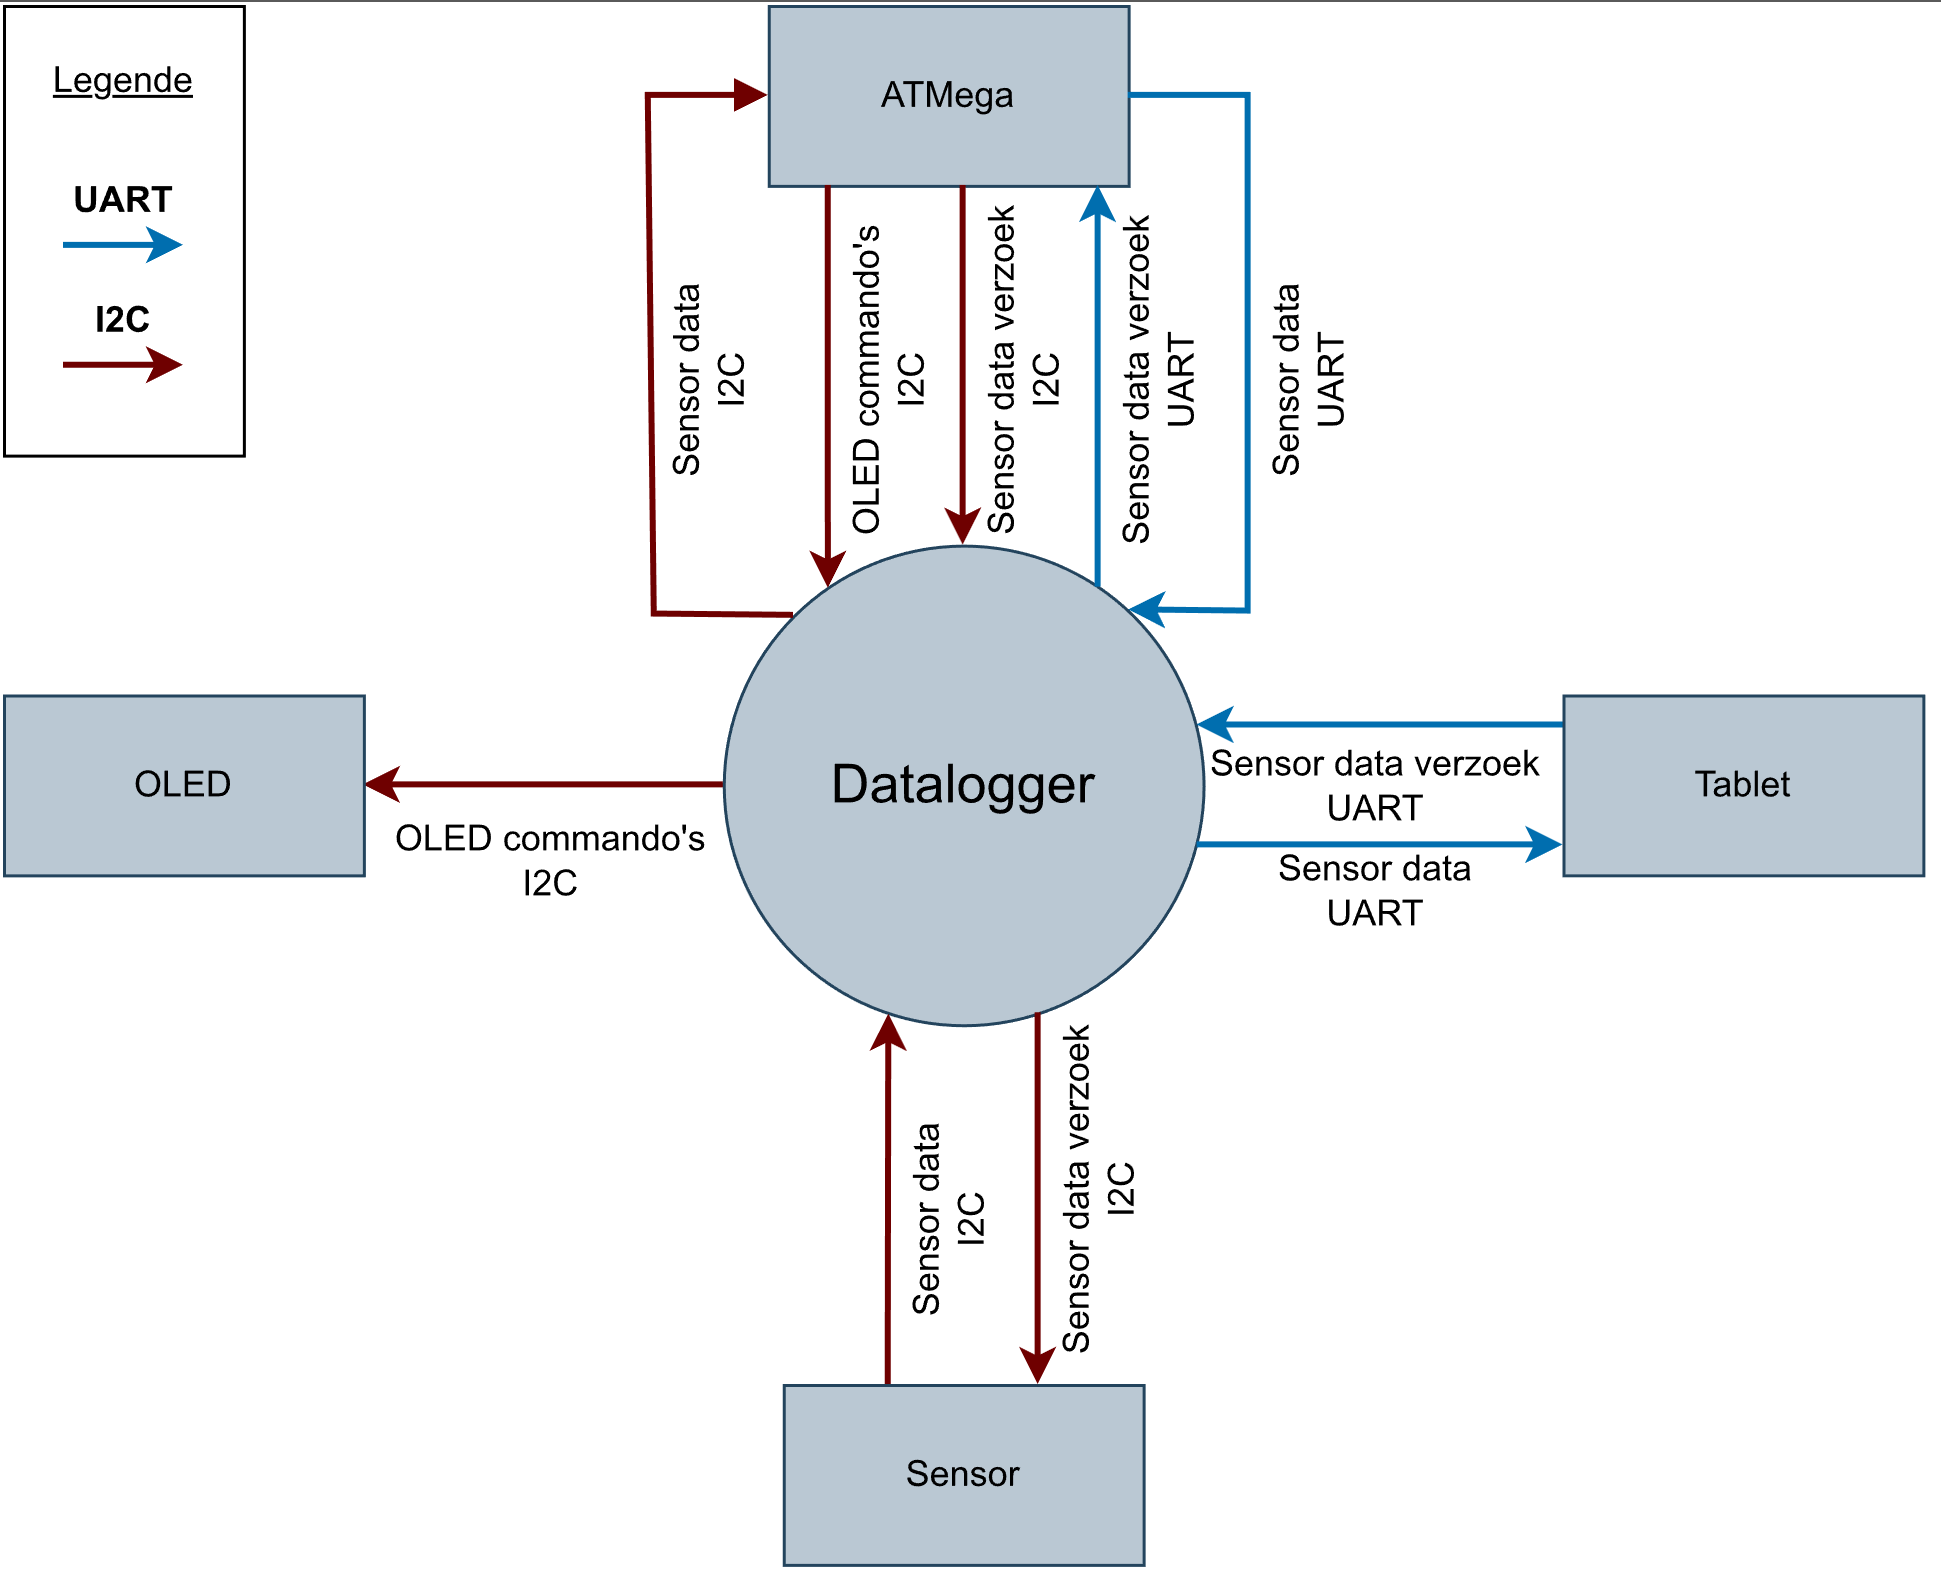 Legende
UART
I2C
ATMega
Sensor data
I2C
OLED commando's
I2C
Sensor data verzoek
I2C
Sensor data verzoek
UART
Sensor data
UART
OLED
OLED commando's
I2C
Datalogger
Sensor data verzoek
UART
Sensor data
UART
Tablet
Sensor data
I2C
Sensor data verzoek
I2C
Sensor